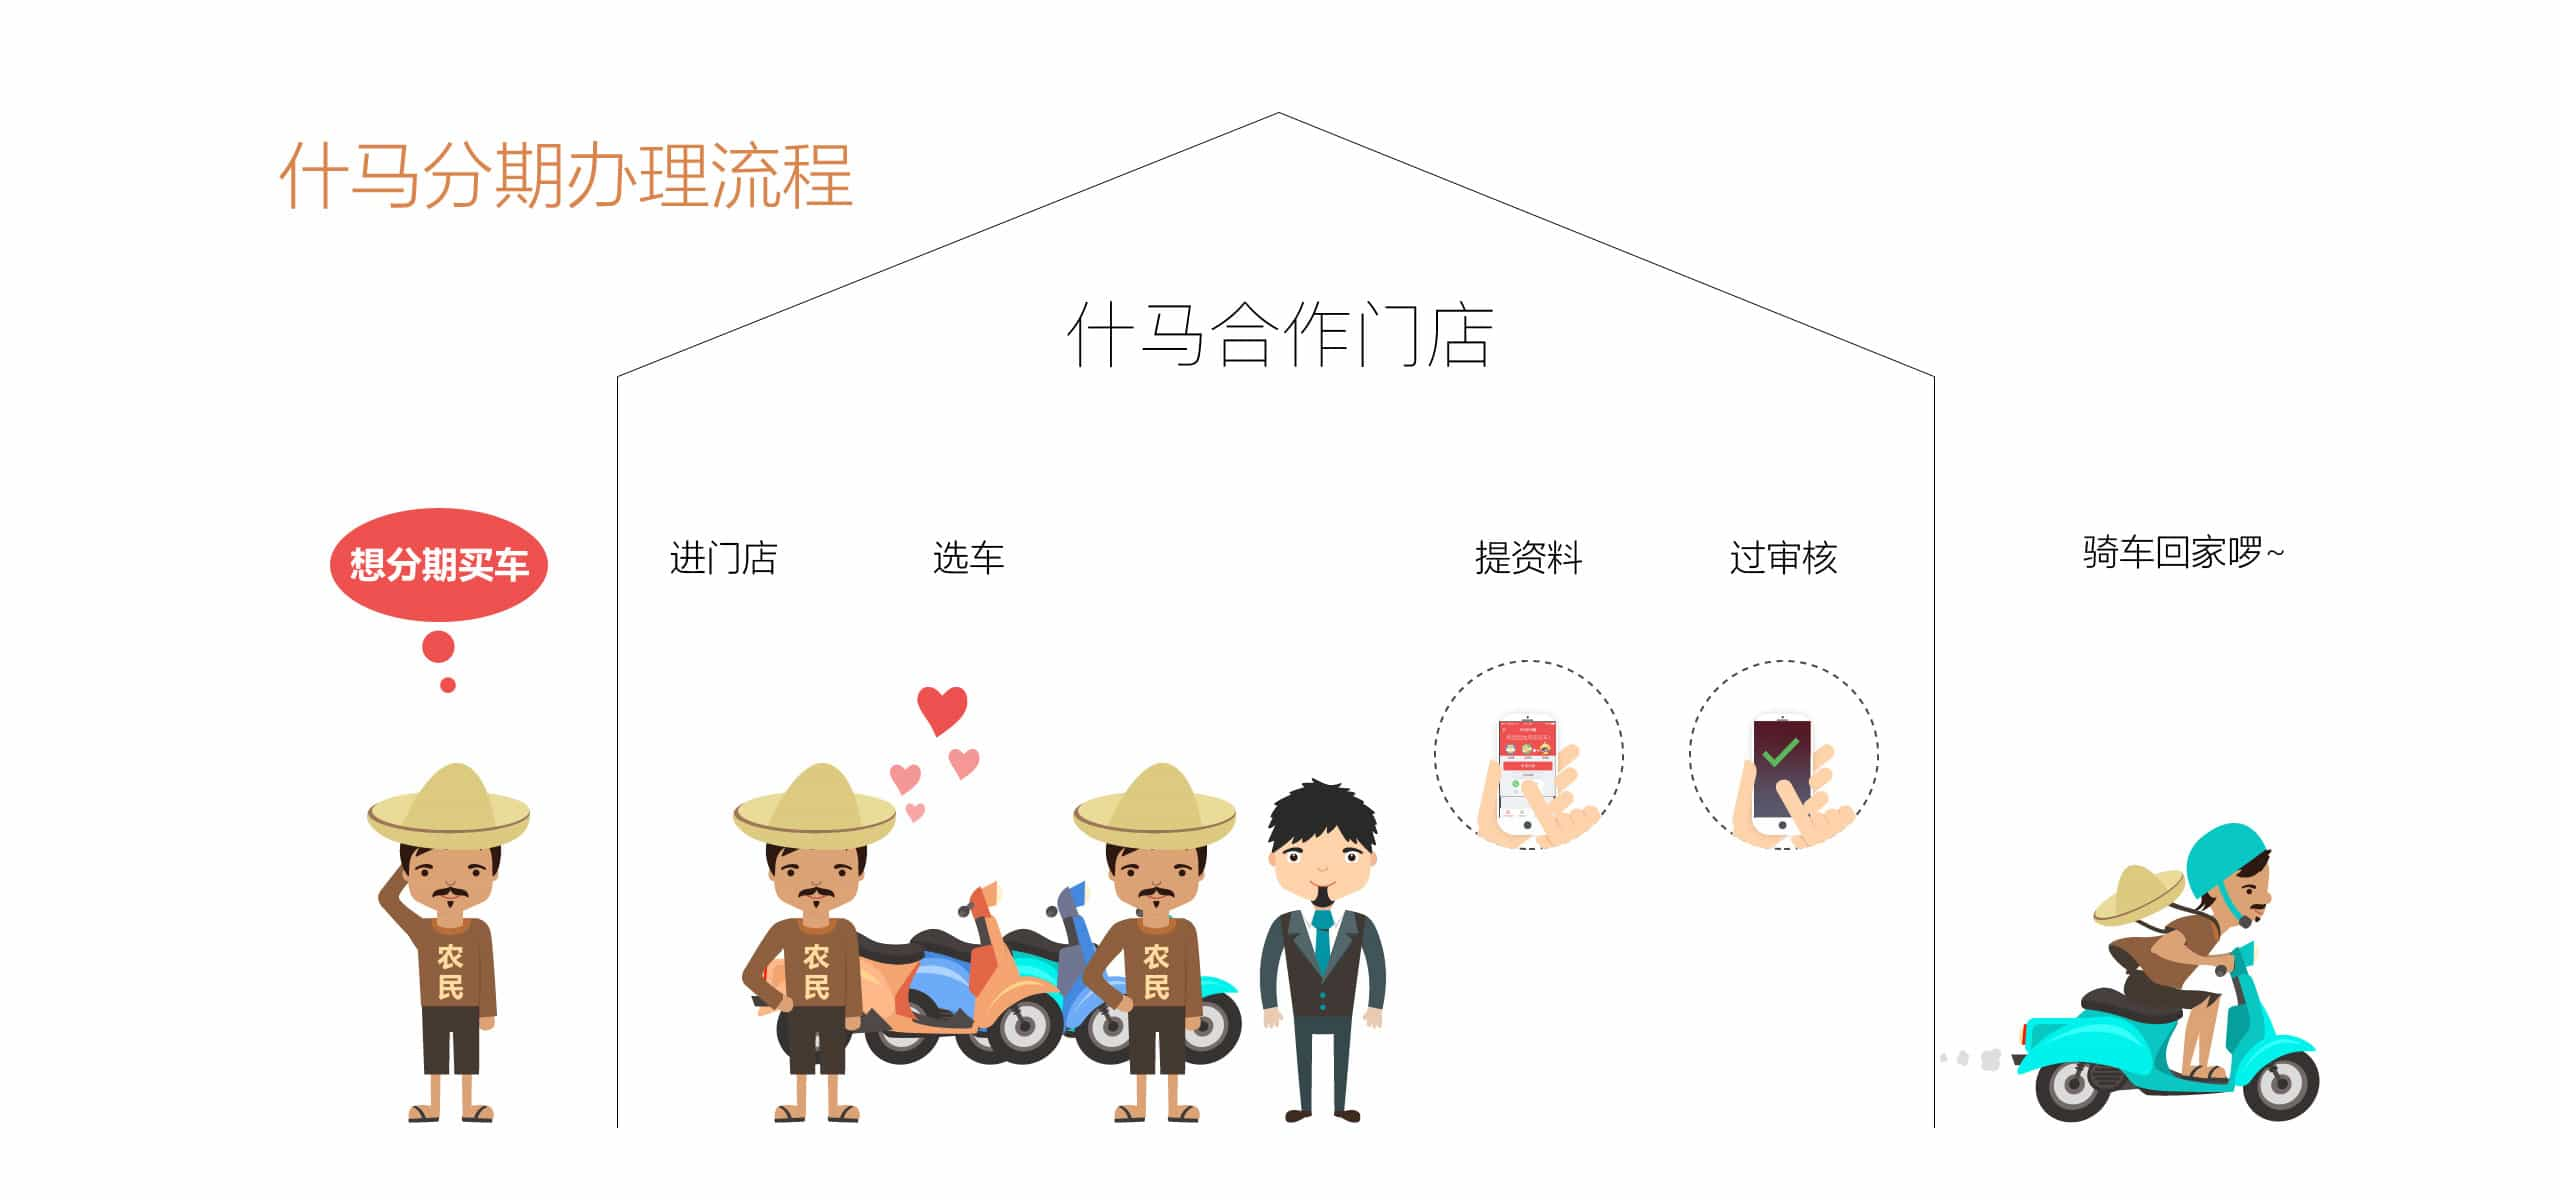 什马分期办理流程
什马合作门店
想分期买车
进门店
选车
提资料
过审核
骑车回家啰~
农
民
农
民
农
民